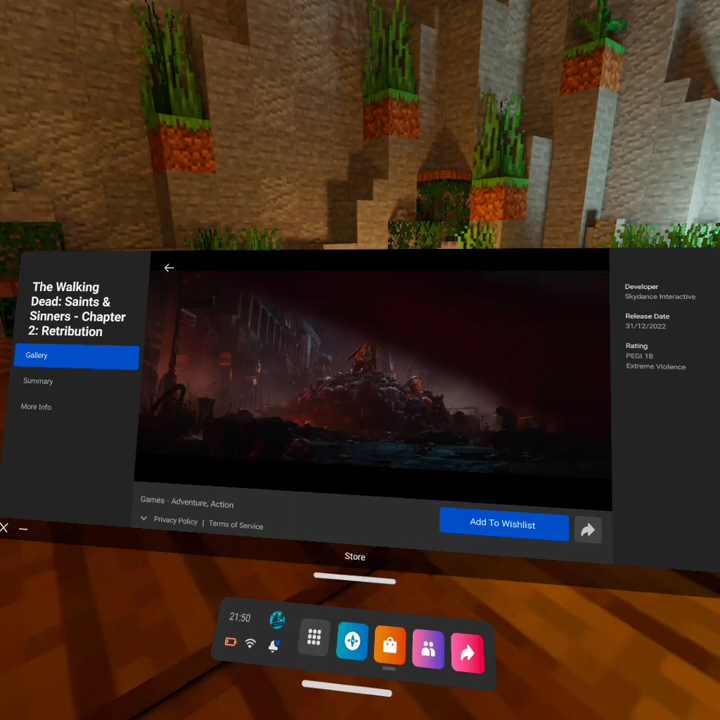 The Walking
Dead: Saints &
Sinners - Chapter
2: Retribution
Gallery
Summary
More Info
Games · Adventure, Action
Privacy Policy | Terms of Service
Add To Wishlist
Developer
Skydance Interactive
Release Date
31/12/2022
Rating
PEGI 18
Extreme Violence
Store
21:50